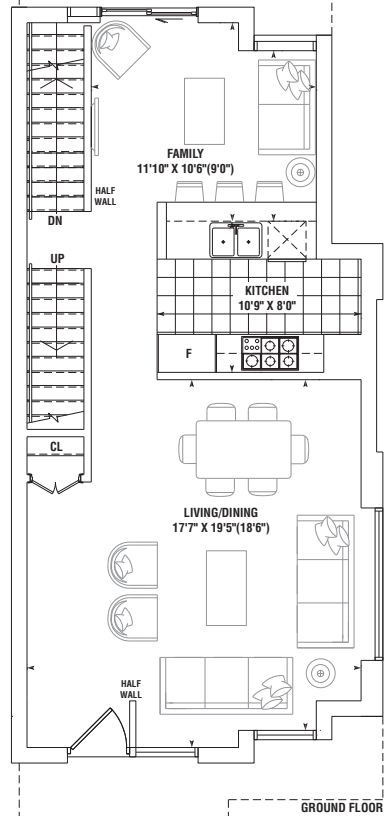 FAMILY
11'10" X 10'6"(9'0")
HALF
WALL
DN
UP
KITCHEN
10'9" X 8'0"
F
CL
LIVING/DINING
17'7" X 19'5"(18'6")
HALF
WALL
GROUND FLOOR